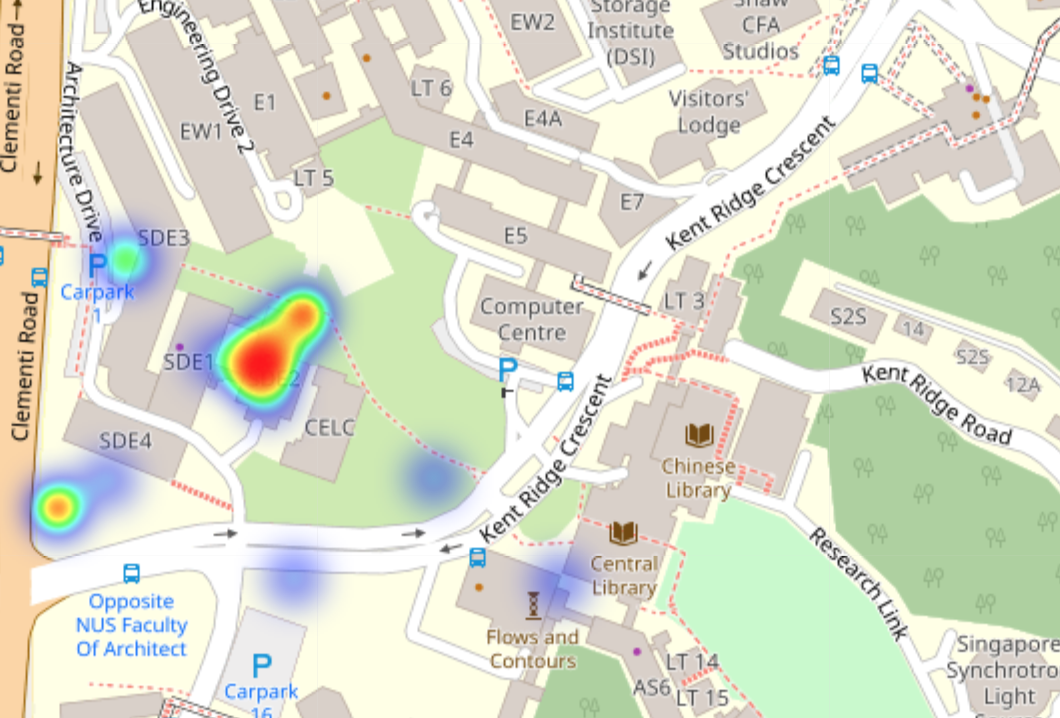 Clementi Road
Engineering Drive 2
EW2
Storage
Institute
(DSI)
Shaw
CFA
Studios
Architecture Drive
E1
LT 6
EW1
E4A
Visitors'
Lodge
E4
LT 5
E7
Kent Ridge Crescent
SDE3
E5
P
Carpark
1
LT 3
Computer
Centre
S2S
14
S2S
12A
SDE1
P
Clementi Road
Kent Ridge Road
CELC
SDE4
Kent Ridge Crescent
Chinese
Library
Central
Library
Research Link
Opposite
NUS Faculty
Of Architect
Flows and
Contours
P
Carpark
16
LT 14
AS6
LT 15
Singapore
Synchrotro
Light